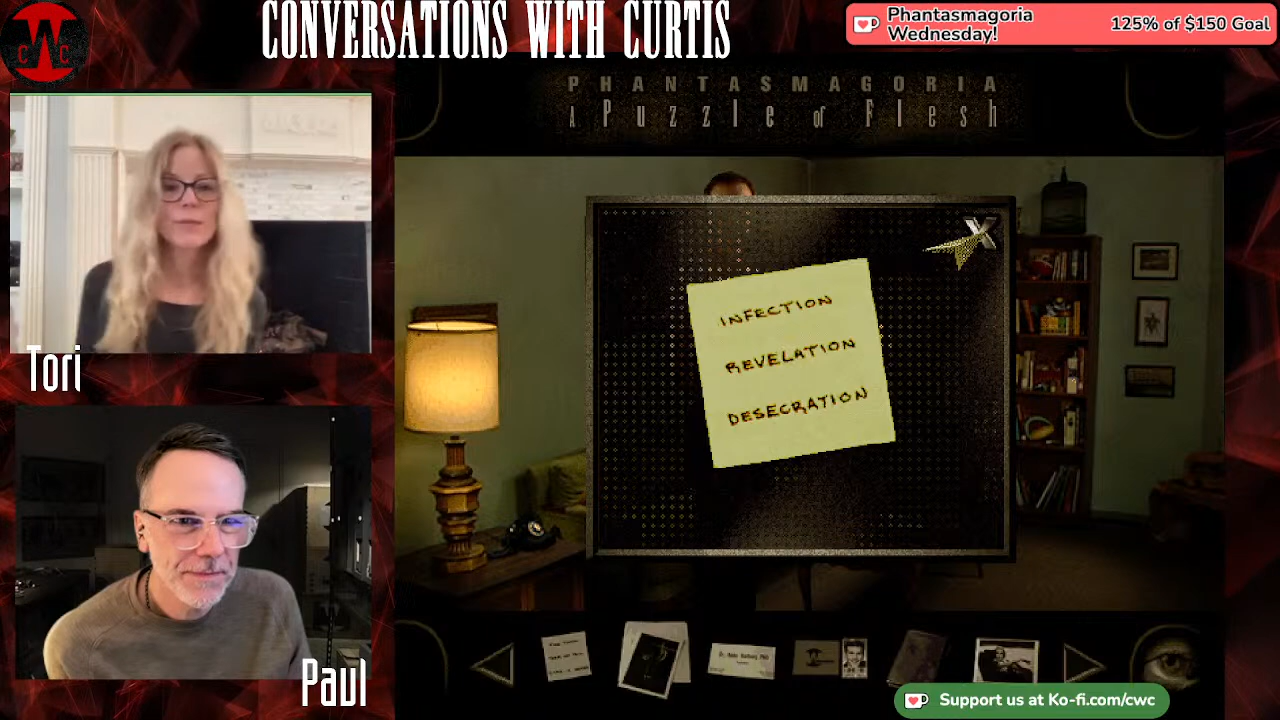 CWC
CONVERSATIONS WITH CURTIS
Phantasmagoria
Wednesday!
125% of $150 Goal
PHANTASMAGORIA
A Puzzle of Flesh
INFECTION
REVELATION
DESECRATION
Tori
Paul
Support us at Ko-fi.com/cwc